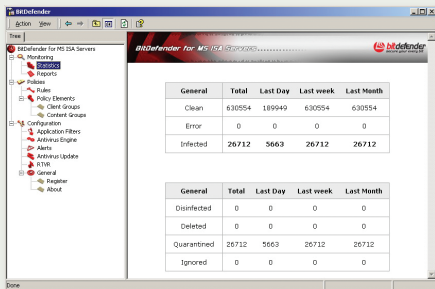 BitDefender
Action View
Tree
BitDefender for MS ISA Servers
Monitoring
Statistics
Reports
Policies
Rules
Policy Elements
Client Groups
Content Groups
Configuration
Application Filters
Antivirus Engine
Alerts
Antivirus Update
RTVR
General
Register
About
BitDefender for MS ISA Servers
bitdefender
secure your every bit
General Total Last Day Last week Last Month
Clean 630554 189949 630554 630554
Error 0 0 0 0
Infected 26712 5663 26712 26712
General Total Last Day Last week Last Month
Disinfected 0 0 0 0
Deleted 0 0 0 0
Quarantined 26712 5663 26712 26712
Ignored 0 0 0 0
Done